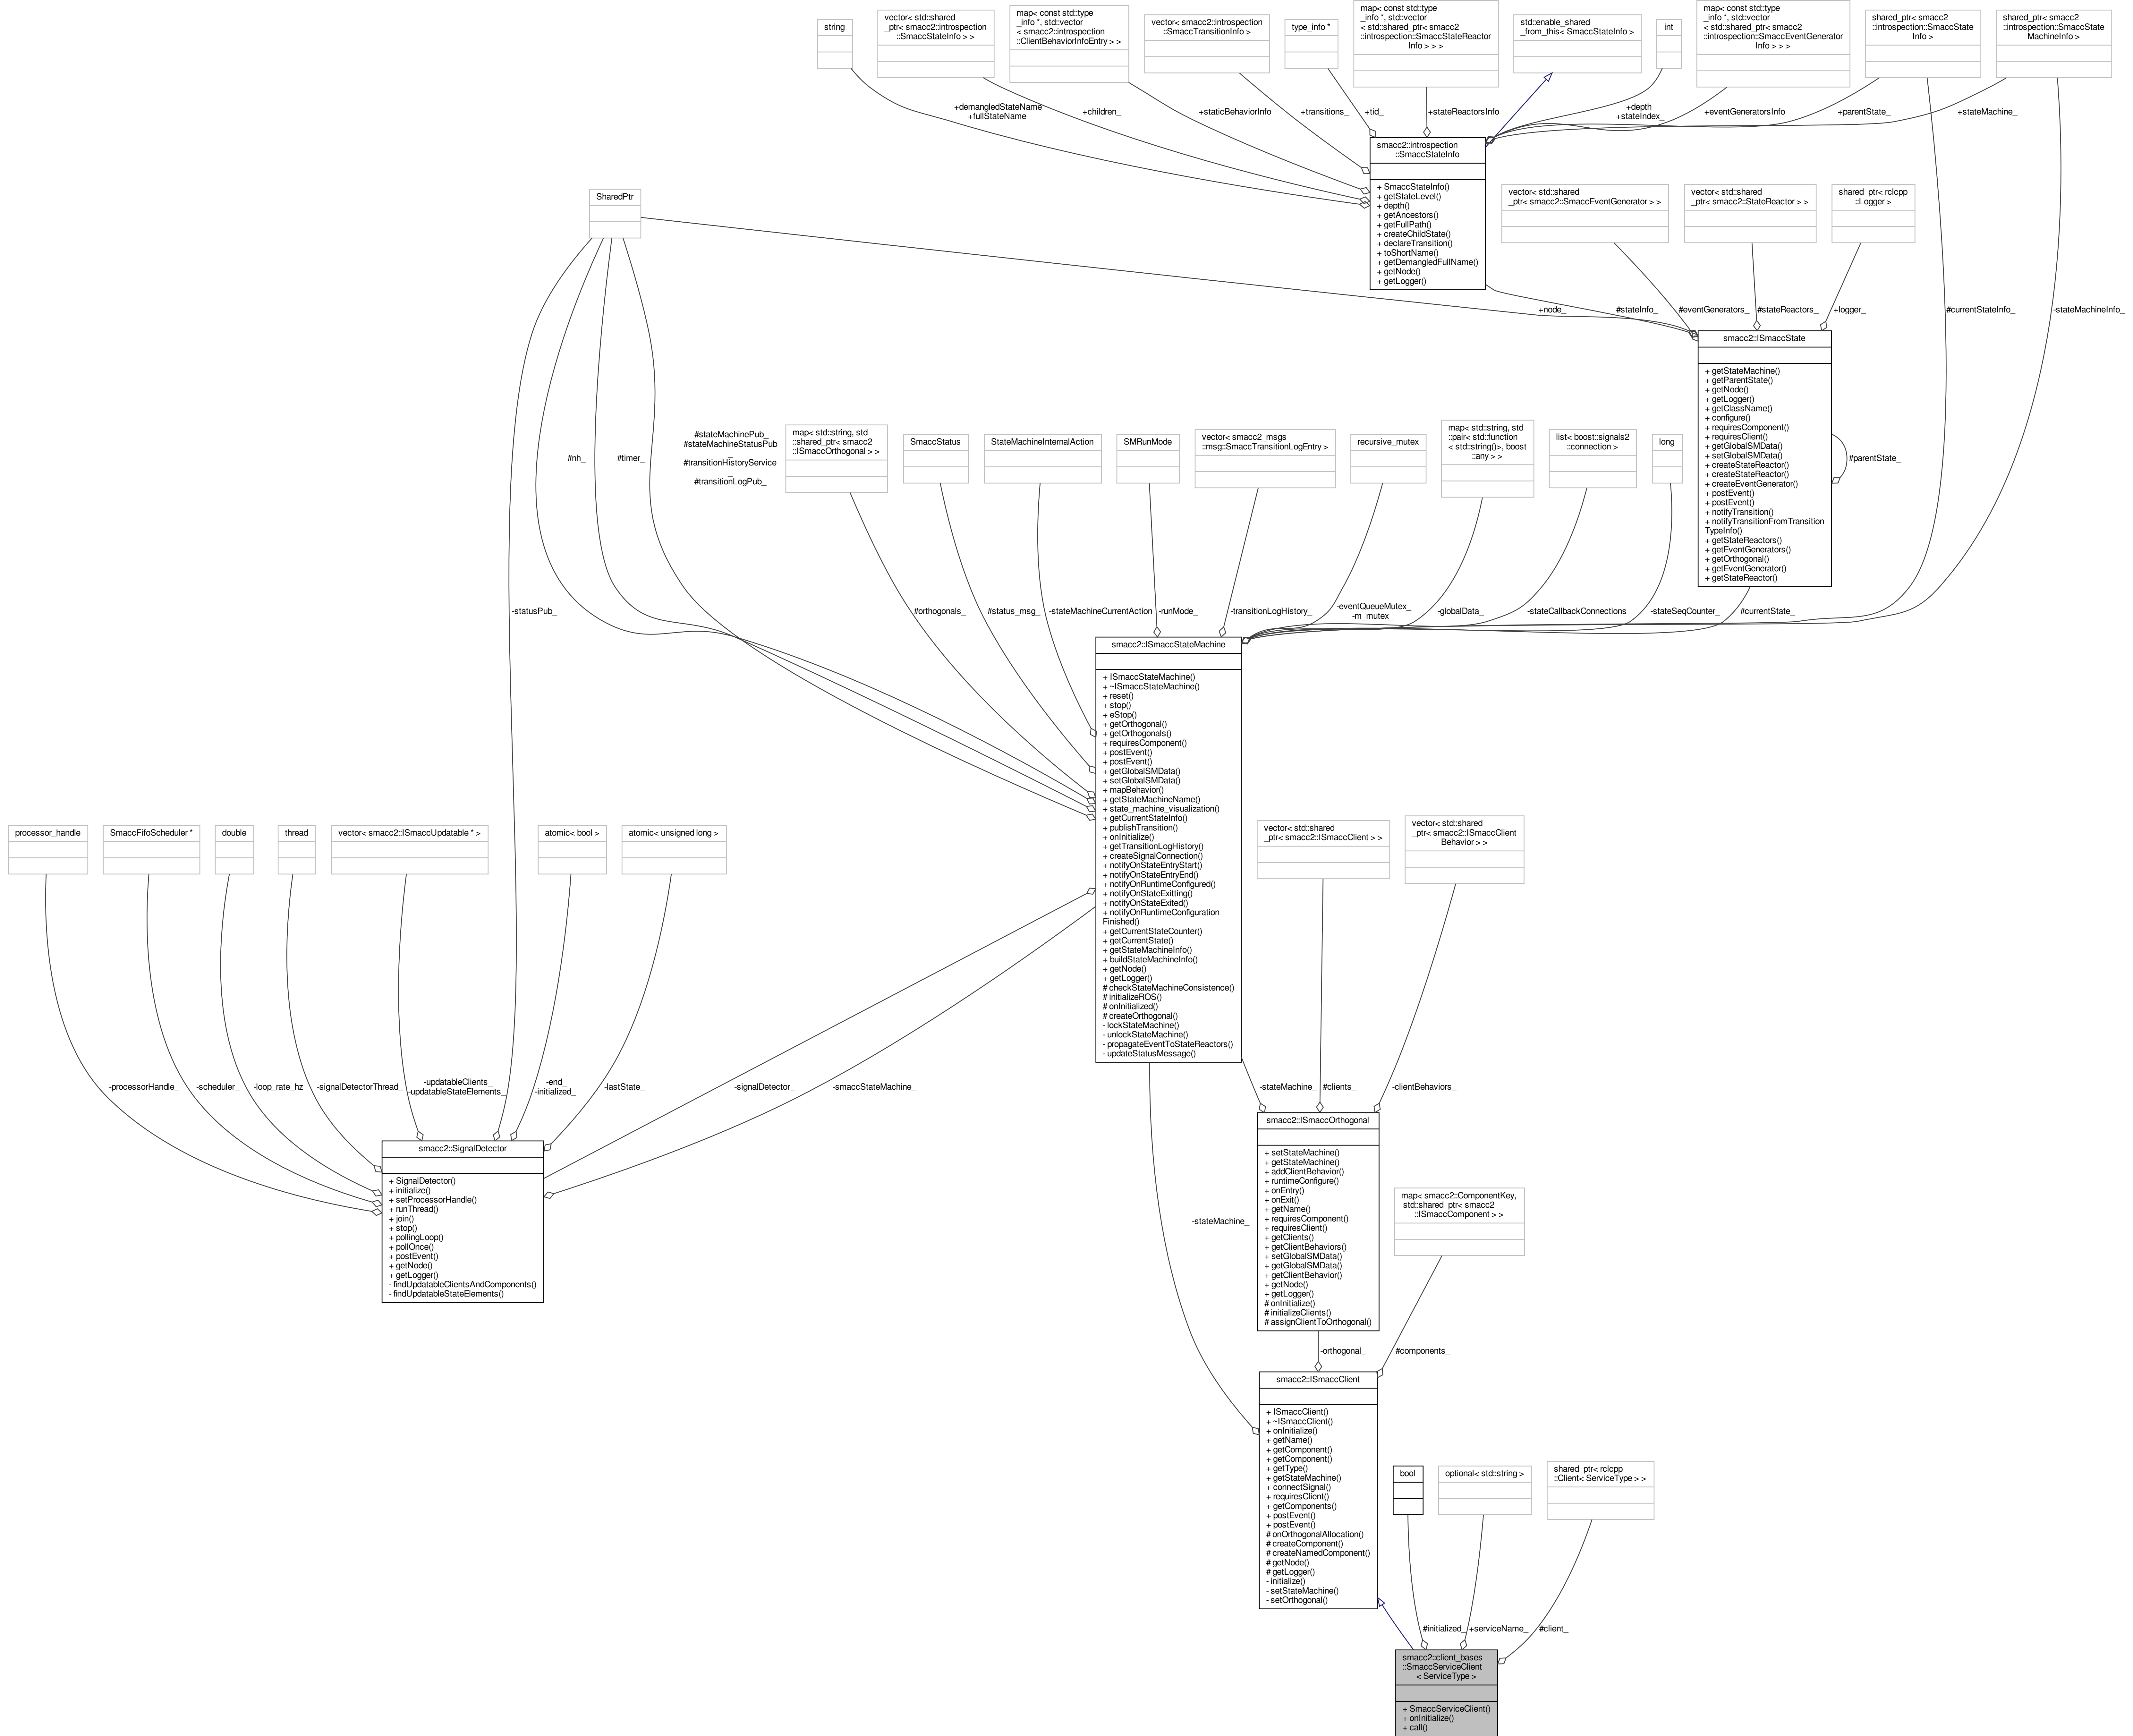 string
vector< std::shared
_ptr< smacc2::introspection
::SmaccStateInfo > >
map< const std::type
_info *, std::vector
< smacc2::introspection
::ClientBehaviorInfoEntry > >
vector< smacc2::introspection
::SmaccTransitionInfo >
type_info *
map< const std::type
_info *, std::vector
< std::shared_ptr< smacc2
::introspection::SmaccStateReactor
Info > > >
std::enable_shared
_from_this< SmaccStateInfo >
int
map< const std::type
_info *, std::vector
< std::shared_ptr< smacc2
::introspection::SmaccEventGenerator
Info > > >
shared_ptr< smacc2
::introspection::SmaccState
Info >
shared_ptr< smacc2
::introspection::SmaccState
MachineInfo >
+demangledStateName
+fullStateName
+children_
+staticBehaviorInfo
+transitions_
+tid_
+stateReactorsInfo
+depth_
+stateIndex_
+eventGeneratorsInfo
+parentState_
+stateMachine_
smacc2::introspection
::SmaccStateInfo
+ SmaccStateInfo()
+ getStateLevel()
+ depth()
+ getAncestors()
+ getFullPath()
+ createChildState()
+ declareTransition()
+ toShortName()
+ getDemangledFullName()
+ getNode()
+ getLogger()
SharedPtr
vector< std::shared
_ptr< smacc2::SmaccEventGenerator > >
vector< std::shared
_ptr< smacc2::StateReactor > >
shared_ptr< rclcpp
::Logger >
+node_
#stateInfo_
#eventGenerators_
#stateReactors_
+logger_
#currentStateInfo_
-stateMachineInfo_
smacc2::ISmaccState
+ getStateMachine()
+ getParentState()
+ getNode()
+ getLogger()
+ getClassName()
+ configure()
+ requiresComponent()
+ requiresClient()
+ getGlobalSMData()
+ setGlobalSMData()
+ createStateReactor()
+ createStateReactor()
+ createEventGenerator()
+ postEvent()
+ postEvent()
+ notifyTransition()
+ notifyTransitionFromTransition
TypeInfo()
+ getStateReactors()
+ getEventGenerators()
+ getOrthogonal()
+ getEventGenerator()
+ getStateReactor()
#parentState_
#nh_
#timer_
#stateMachinePub_
#stateMachineStatusPub
_
#transitionHistoryService
_
#transitionLogPub_
map< std::string, std
::shared_ptr< smacc2
::ISmaccOrthogonal > >
SmaccStatus
StateMachineInternalAction
SMRunMode
vector< smacc2_msgs
::msg::SmaccTransitionLogEntry >
recursive_mutex
map< std::string, std
::pair< std::function
< std::string()>, boost
::any > >
list< boost::signals2
::connection >
long
-statusPub_
#orthogonals_
#status_msg_
-stateMachineCurrentAction
-runMode_
-transitionLogHistory_
-eventQueueMutex_
-m_mutex_
-globalData_
-stateCallbackConnections
-stateSeqCounter_
#currentState_
smacc2::ISmaccStateMachine
+ ISmaccStateMachine()
+ ~ISmaccStateMachine()
+ reset()
+ stop()
+ eStop()
+ getOrthogonal()
+ getOrthogonals()
+ requiresComponent()
+ postEvent()
+ postEvent()
+ getGlobalSMData()
+ setGlobalSMData()
+ mapBehavior()
+ getStateMachineName()
+ state_machine_visualization()
+ getCurrentStateInfo()
+ publishTransition()
+ onInitialize()
+ getTransitionLogHistory()
+ createSignalConnection()
+ notifyOnStateEntryStart()
+ notifyOnStateEntryEnd()
+ notifyOnRuntimeConfigured()
+ notifyOnStateExitting()
+ notifyOnStateExited()
+ notifyOnRuntimeConfiguration
Finished()
+ getCurrentStateCounter()
+ getCurrentState()
+ getStateMachineInfo()
+ buildStateMachineInfo()
+ getNode()
+ getLogger()
# checkStateMachineConsistence()
# initializeROS()
# onInitialized()
# createOrthogonal()
- lockStateMachine()
- unlockStateMachine()
- propagateEventToStateReactors()
- updateStatusMessage()
processor_handle
SmaccFifoScheduler *
double
thread
vector< smacc2::ISmaccUpdatable * >
atomic< bool >
atomic< unsigned long >
vector< std::shared
_ptr< smacc2::ISmaccClient > >
vector< std::shared
_ptr< smacc2::ISmaccClient
Behavior > >
-processorHandle_
-scheduler_
-loop_rate_hz
-signalDetectorThread_
-updatableClients_
-updatableStateElements_
-end_
-initialized_
-lastState_
-signalDetector_
-smaccStateMachine_
-stateMachine_
#clients_
-clientBehaviors_
smacc2::SignalDetector
+ SignalDetector()
+ initialize()
+ setProcessorHandle()
+ runThread()
+ join()
+ stop()
+ pollingLoop()
+ pollOnce()
+ postEvent()
+ getNode()
+ getLogger()
- findUpdatableClientsAndComponents()
- findUpdatableStateElements()
smacc2::ISmaccOrthogonal
+ setStateMachine()
+ getStateMachine()
+ addClientBehavior()
+ runtimeConfigure()
+ onEntry()
+ onExit()
+ getName()
+ requiresComponent()
+ requiresClient()
+ getClients()
+ getClientBehaviors()
+ setGlobalSMData()
+ getGlobalSMData()
+ getClientBehavior()
+ getNode()
+ getLogger()
# onInitialize()
# initializeClients()
# assignClientToOrthogonal()
map< smacc2::ComponentKey,
std::shared_ptr< smacc2
::ISmaccComponent > >
-stateMachine_
-orthogonal_
#components_
smacc2::ISmaccClient
+ ISmaccClient()
+ ~ISmaccClient()
+ onInitialize()
+ getName()
+ getComponent()
+ getComponent()
+ getType()
+ getStateMachine()
+ connectSignal()
+ requiresClient()
+ getComponents()
+ postEvent()
+ postEvent()
# onOrthogonalAllocation()
# createComponent()
# createNamedComponent()
# getNode()
# getLogger()
- initialize()
- setStateMachine()
- setOrthogonal()
bool
optional< std::string >
shared_ptr< rclcpp
::Client< ServiceType > >
#initialized_
+serviceName_
#client_
smacc2::client_bases
::SmaccServiceClient
< ServiceType >
+ SmaccServiceClient()
+ onInitialize()
+ call()